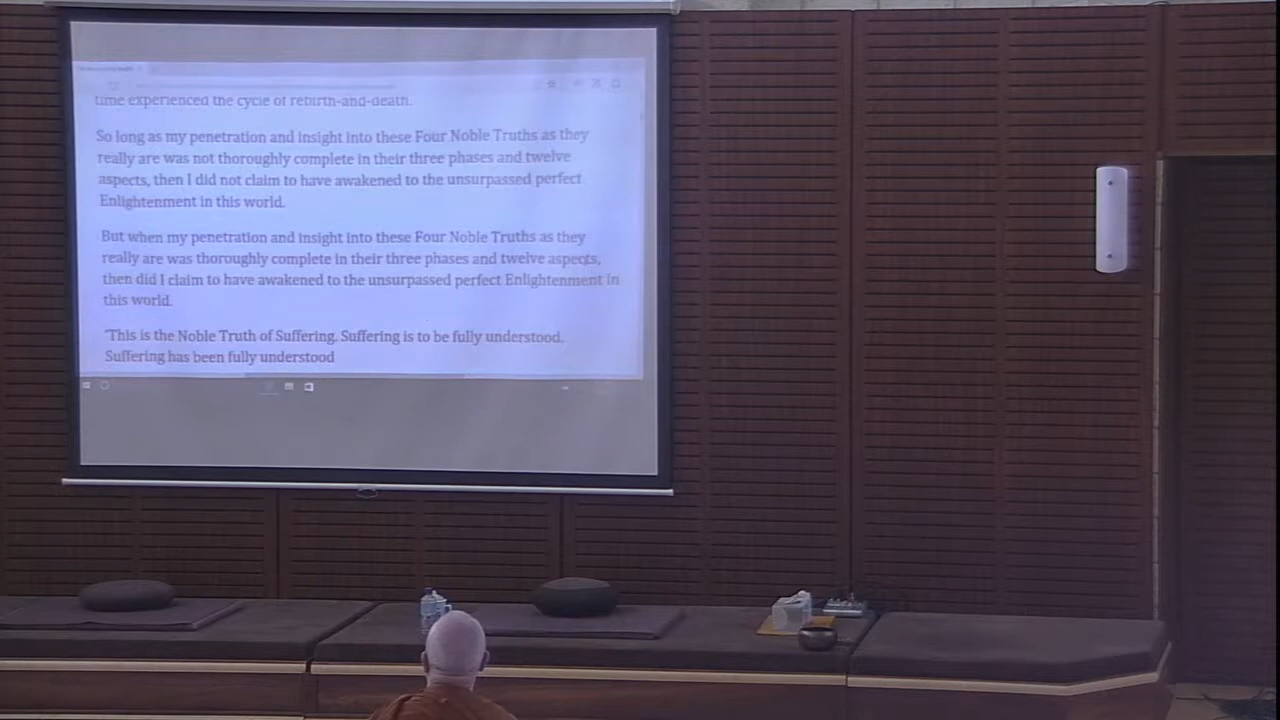 time experienced the cycle of rebirth-and-death.
So long as my penetration and insight into these Four Noble Truths as they
really are was not thoroughly complete in their three phases and twelve
aspects, then I did not claim to have awakened to the unsurpassed perfect
Enlightenment in this world.
But when my penetration and insight into these Four Noble Truths as they
really are was thoroughly complete in their three phases and twelve aspects,
then did I claim to have awakened to the unsurpassed perfect Enlightenment in
this world.
'This is the Noble Truth of Suffering. Suffering is to be fully understood.
Suffering has been fully understood